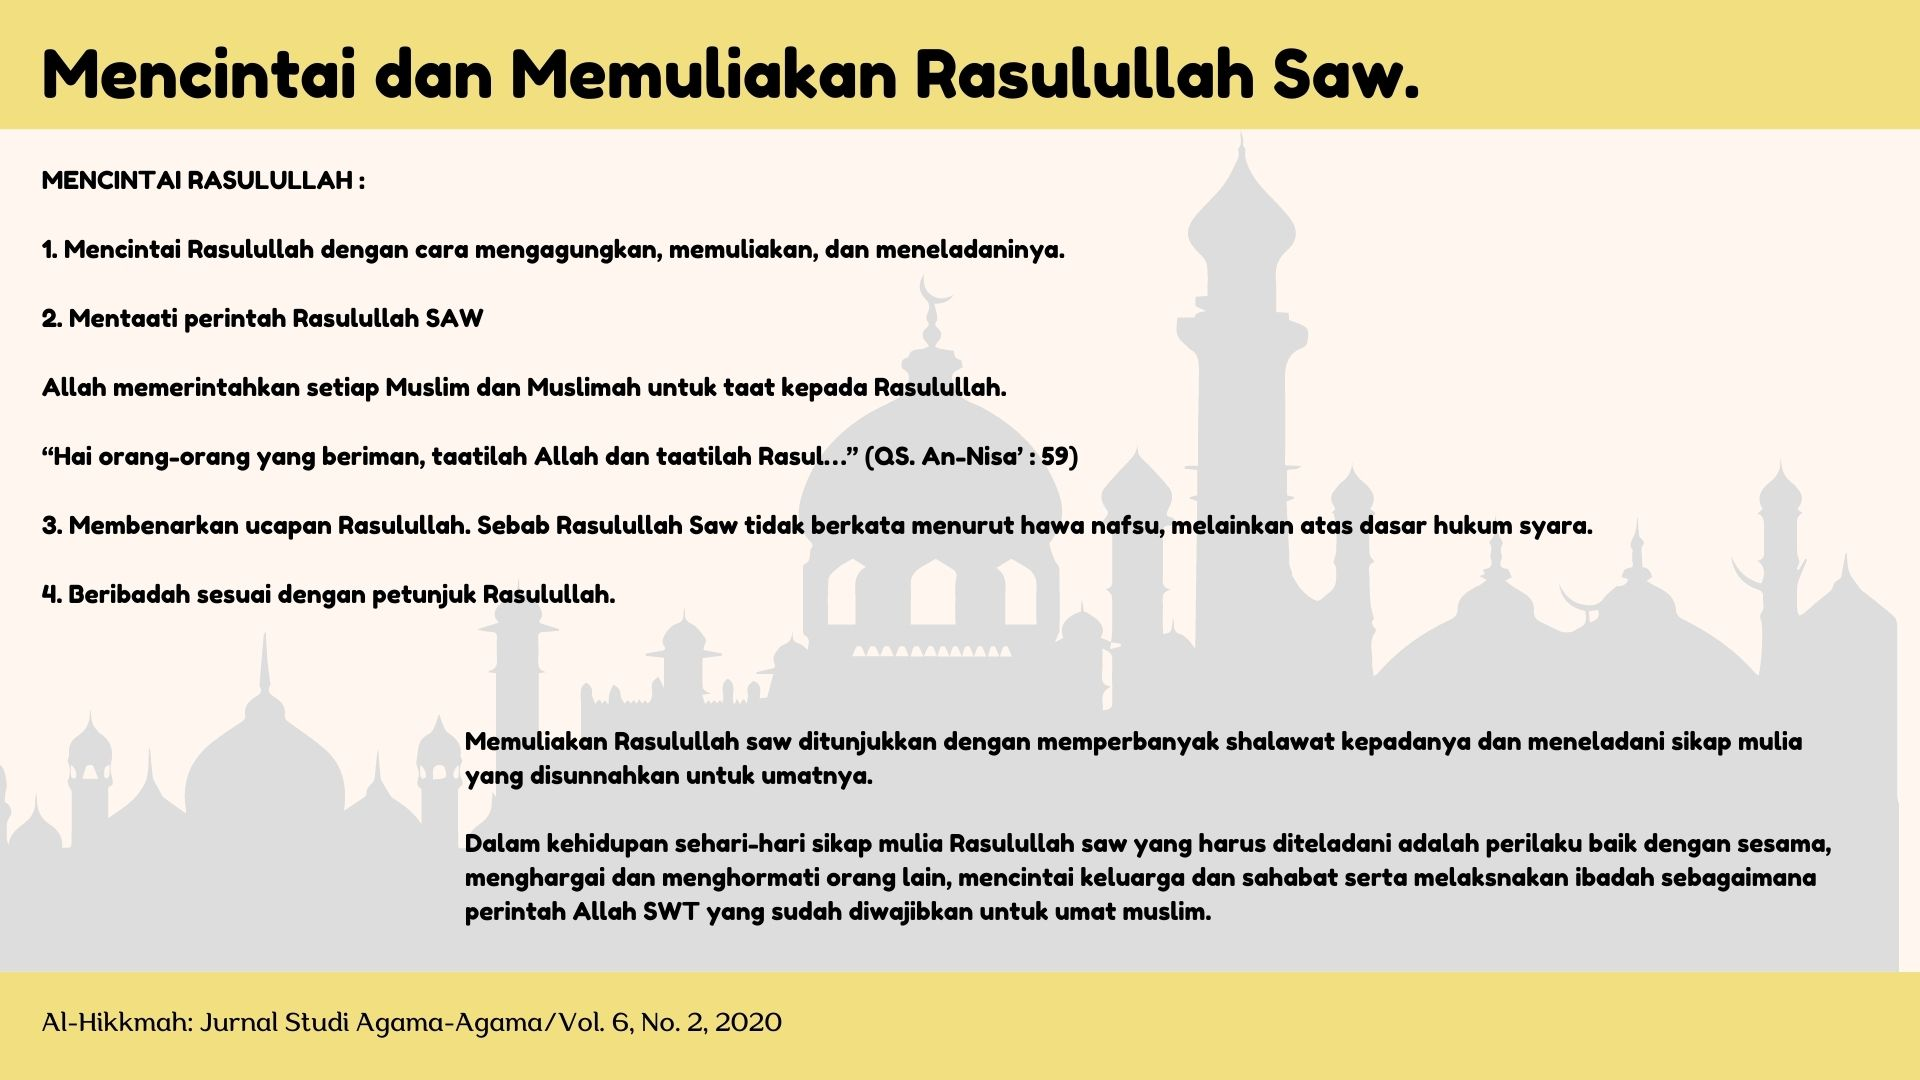 Mencintai dan Memuliakan Rasulullah Saw.
MENCINTAI RASULULLAH :
1. Mencintai Rasulullah dengan cara mengagungkan, memuliakan, dan meneladaninya.
2. Mentaati perintah Rasulullah SAW
Allah memerintahkan setiap Muslim dan Muslimah untuk taat kepada Rasulullah.
“Hai orang-orang yang beriman, taatilah Allah dan taatilah Rasul...” (QS. An-Nisa’ : 59)
3. Membenarkan ucapan Rasulullah. Sebab Rasulullah Saw tidak berkata menurut hawa nafsu, melainkan atas dasar hukum syara.
4. Beribadah sesuai dengan petunjuk Rasulullah.
Memuliakan Rasulullah saw ditunjukkan dengan memperbanyak shalawat kepadanya dan meneladani sikap mulia
yang disunnahkan untuk umatnya.
Dalam kehidupan sehari-hari sikap mulia Rasulullah saw yang harus diteladani adalah perilaku baik dengan sesama,
menghargai dan menghormati orang lain, mencintai keluarga dan sahabat serta melaksnakan ibadah sebagaimana
perintah Allah SWT yang sudah diwajibkan untuk umat muslim.
Al-Hikkmah: Jurnal Studi Agama-Agama/Vol. 6, No. 2, 2020